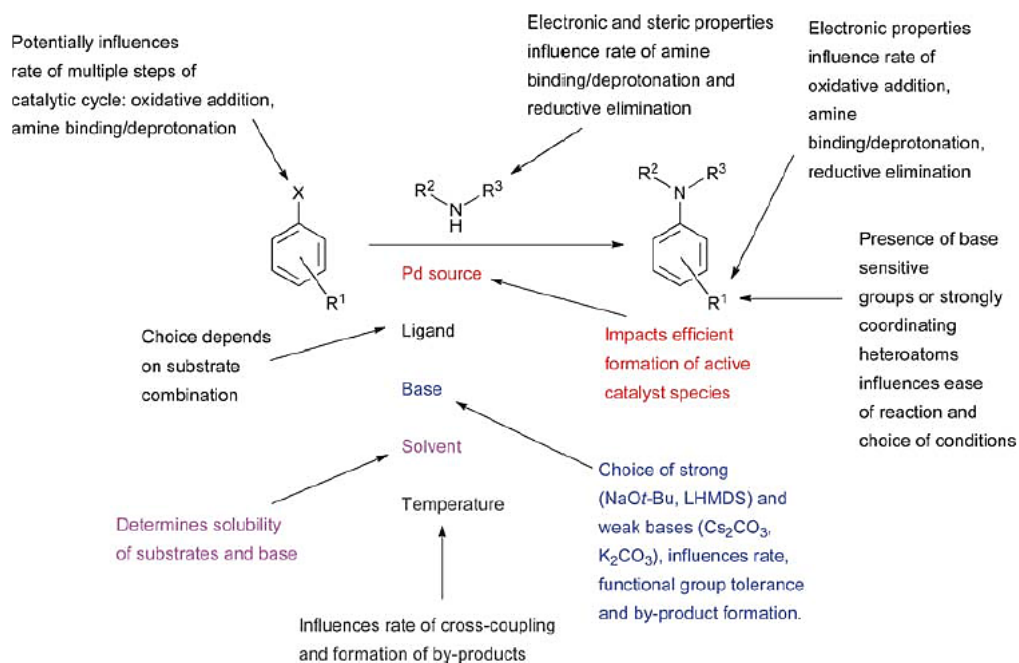 Potentially influences
rate of multiple steps of
catalytic cycle: oxidative addition,
amine binding/deprotonation
Electronic and steric properties
influence rate of amine
binding/deprotonation and
reductive elimination
Electronic properties
influence rate of
oxidative addition,
amine
binding/deprotonation,
reductive elimination
X
R¹
R² R³
N
H
R² R³
N
R¹
Pd source
Ligand
Base
Solvent
Temperature
Choice depends
on substrate
combination
Impacts efficient
formation of active
catalyst species
Presence of base
sensitive
groups or strongly
coordinating
heteroatoms
influences ease
of reaction and
choice of conditions
Determines solubility
of substrates and base
Choice of strong
(NaOt-Bu, LHMDS) and
weak bases (Cs₂CO₃,
K₂CO₃), influences rate,
functional group tolerance
and by-product formation.
Influences rate of cross-coupling
and formation of by-products